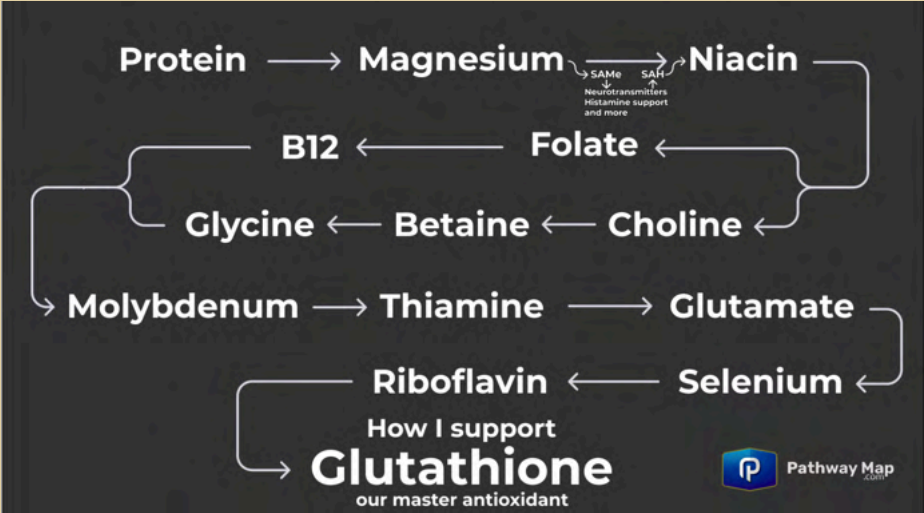 Protein Magnesium Niacin
SAMe SAH
Neurotransmitters
Histamine support
and more
B12 Folate
Glycine Betaine Choline
Molybdenum Thiamine Glutamate
Riboflavin Selenium
How I support
Glutathione
our master antioxidant
Pathway Map
.com